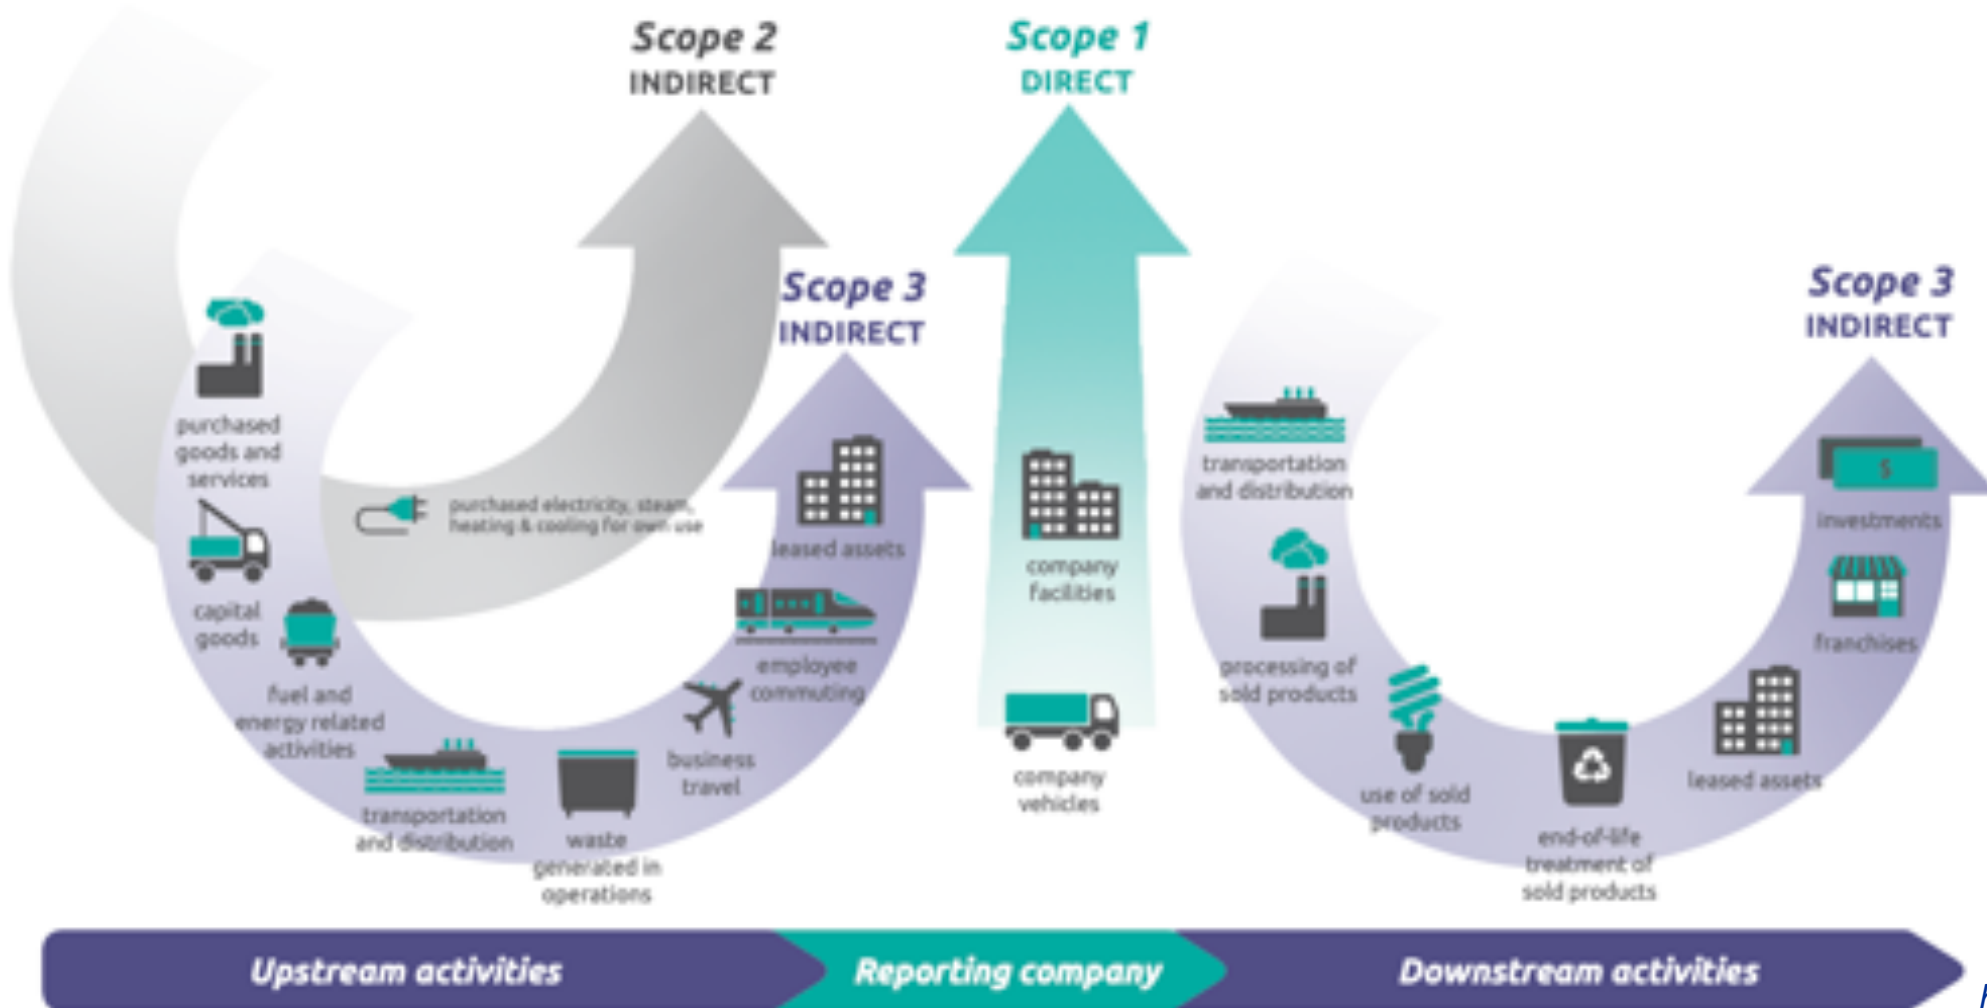 Scope 2
INDIRECT
Scope 1
DIRECT
Scope 3
INDIRECT
Scope 3
INDIRECT
purchased
goods and
services
capital
goods
fuel and
energy related
activities
transportation
and distribution
waste
generated in
operations
business
travel
employee
commuting
leased assets
purchased electricity, steam,
heating & cooling for own use
company
facilities
company
vehicles
transportation
and distribution
processing of
sold products
use of sold
products
end-of-life
treatment of
sold products
leased assets
franchises
investments
$
Upstream activities
Reporting company
Downstream activities